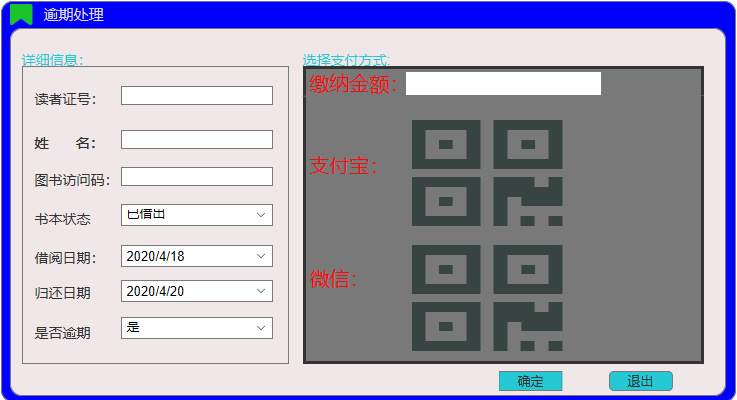 逾期处理
详细信息：
读者证号：
姓 名：
图书访问码：
书本状态 已借出
借阅日期： 2020/4/18
归还日期 2020/4/20
是否逾期 是
选择支付方式:
缴纳金额：
支付宝：
微信：
确定 退出